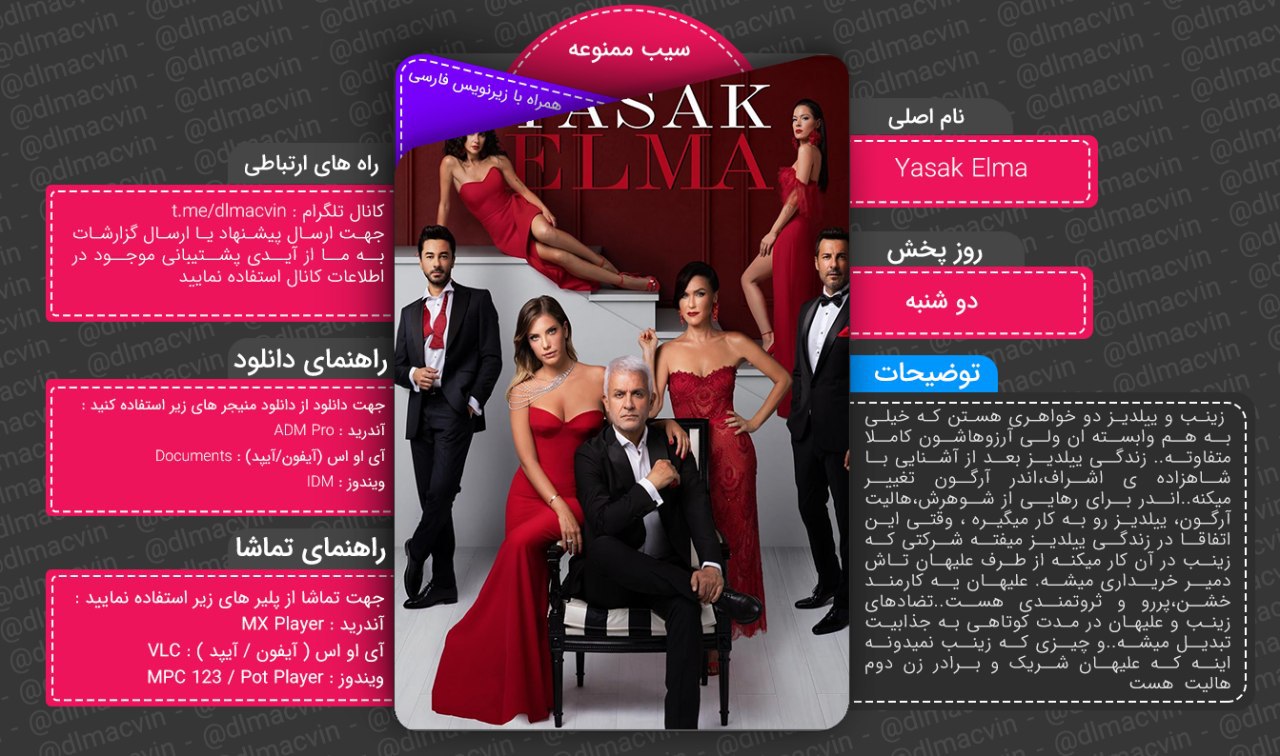 سیب ممنوعه
همراه با زیرنویس فارسی
YASAK
ELMA
نام اصلی
Yasak Elma
روز پخش
دو شنبه
توضیحات
زینب و ییلدیز دو خواهری هستن که خیلی
به هم وابسته ان ولی آرزوهاشون کاملا
متفاوته.. زندگی ییلدیز بعد از آشنایی با
شاهزاده ی اشراف،اندر آرگون تغییر
میکنه..اندر برای رهایی از شوهرش،هالیت
آرگون، ییلدیز رو به کار میگیره ، وقتی این
اتفاقا در زندگی ییلدیز میفته شرکتی که
زینب در آن کار میکنه از طرف علیهان تاش
دمیر خریداری میشه. علیهان یه کارمند
خشن،پررو و ثروتمندی هست..تضادهای
زینب و علیهان در مدت کوتاهی به جذابیت
تبدیل میشه..و چیزی که زینب نمیدونه
اینه که علیهان شریک و برادر زن دوم
هالیت هست
راه های ارتباطی
کانال تلگرام : t.me/dlmacvin
جهت ارسال پیشنهاد یا ارسال گزارشات
به ما از آیدی پشتیبانی موجود در
اطلاعات کانال استفاده نمایید
راهنمای دانلود
جهت دانلود از دانلود منیجر های زیر استفاده کنید :
آندرید : ADM Pro
آی او اس (آیفون/آیپد) : Documents
ویندوز : IDM
راهنمای تماشا
جهت تماشا از پلیر های زیر استفاده نمایید :
آندرید : MX Player
آی او اس ( آیفون / آیپد ) : VLC
ویندوز : MPC 123 / Pot Player
@dlmacvin - @dlmacvin - @dlmacvin